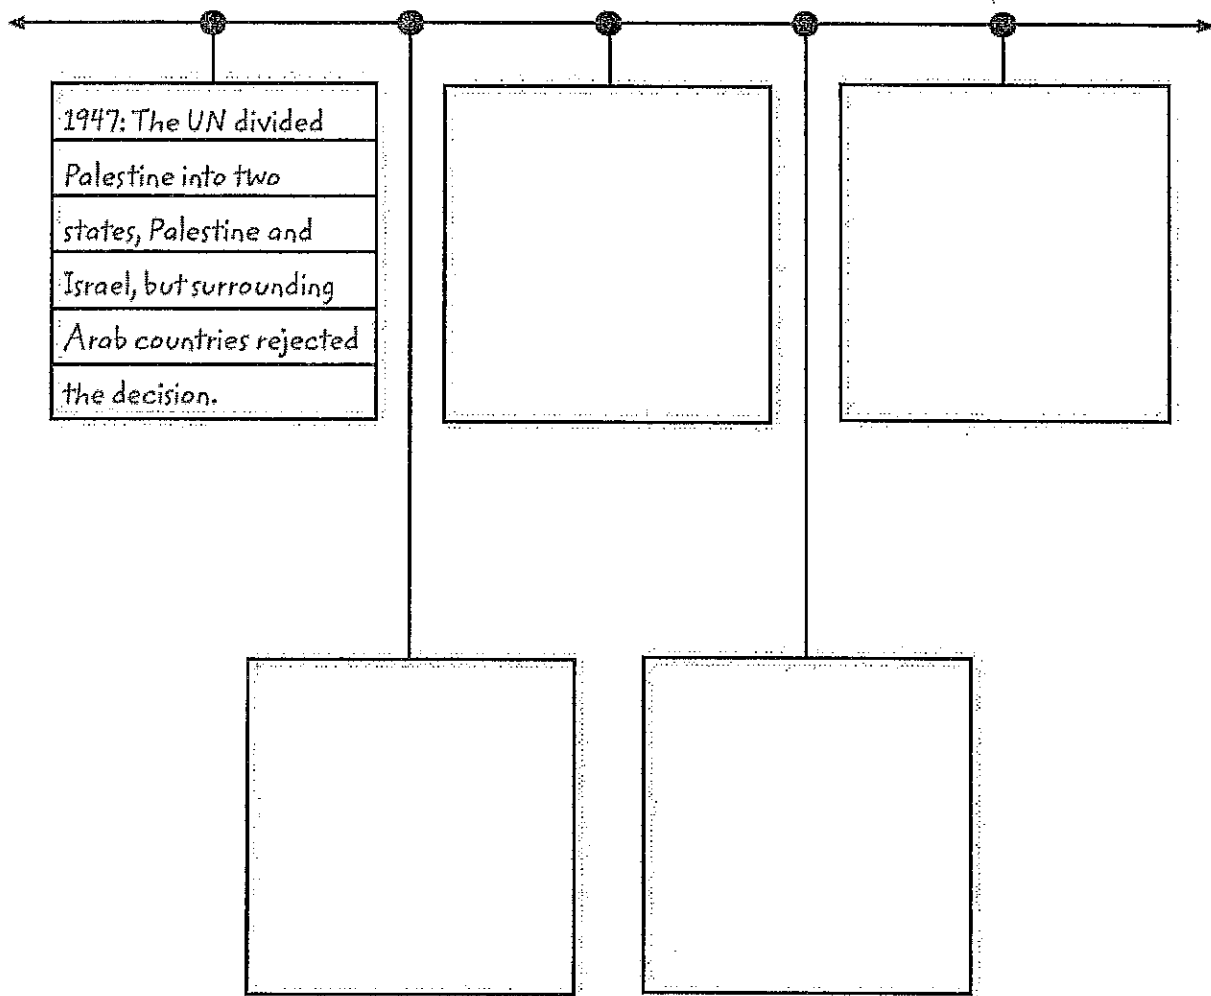 1947: The UN divided
Palestine into two
states, Palestine and
Israel, but surrounding
Arab countries rejected
the decision.